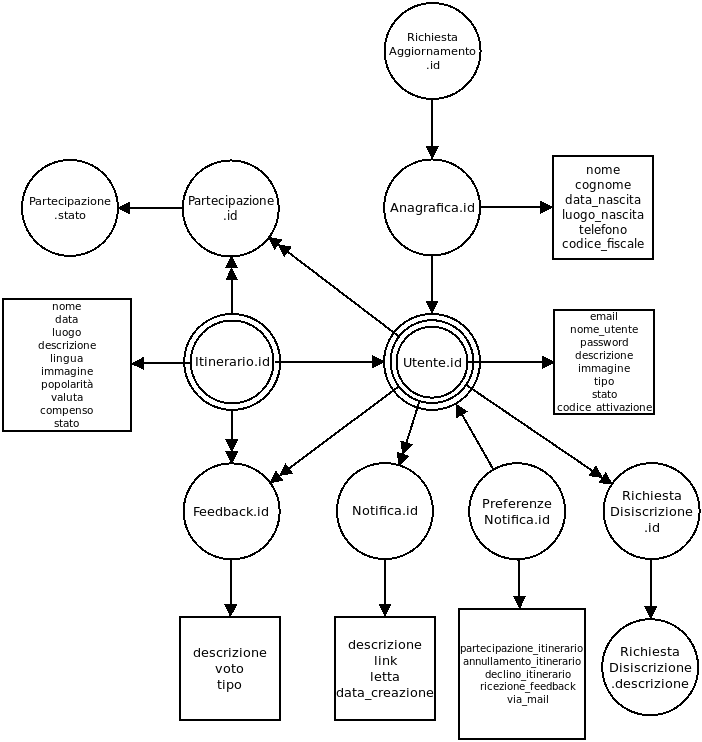 Richiesta
Aggiornamento
.id
Partecipazione
.stato
Partecipazione
.id
Anagrafica.id
nome
cognome
data_nascita
luogo_nascita
telefono
codice_fiscale
nome
data
luogo
descrizione
lingua
immagine
popolarità
valuta
compenso
stato
Itinerario.id
Utente.id
email
nome_utente
password
descrizione
immagine
tipo
stato
codice_attivazione
Feedback.id
Notifica.id
Preferenze
Notifica.id
Richiesta
Disiscrizione
.id
descrizione
voto
tipo
descrizione
link
letta
data_creazione
partecipazione_itinerario
annullamento_itinerario
declino_itinerario
ricezione_feedback
via_mail
Richiesta
Disiscrizione
.descrizione